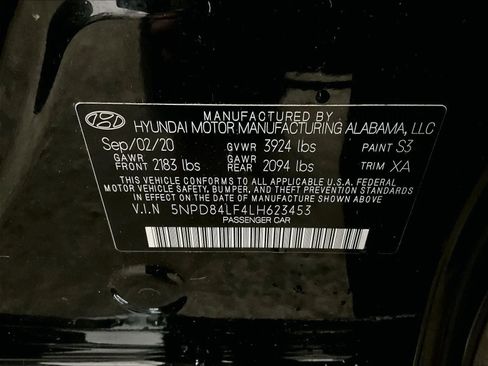 MANUFACTURED BY
HYUNDAI MOTOR MANUFACTURING ALABAMA, LLC
Sep/02/20 GVWR 3924 lbs PAINT S3
GAWR FRONT 2183 lbs GAWR REAR 2094 lbs TRIM XA
THIS VEHICLE CONFORMS TO ALL APPLICABLE U.S.A. FEDERAL
MOTOR VEHICLE SAFETY, BUMPER, AND THEFT PREVENTION STANDARDS
IN EFFECT ON THE DATE OF MANUFACTURE SHOWN ABOVE.
V.I.N 5NPD84LF4LH623453
PASSENGER CAR